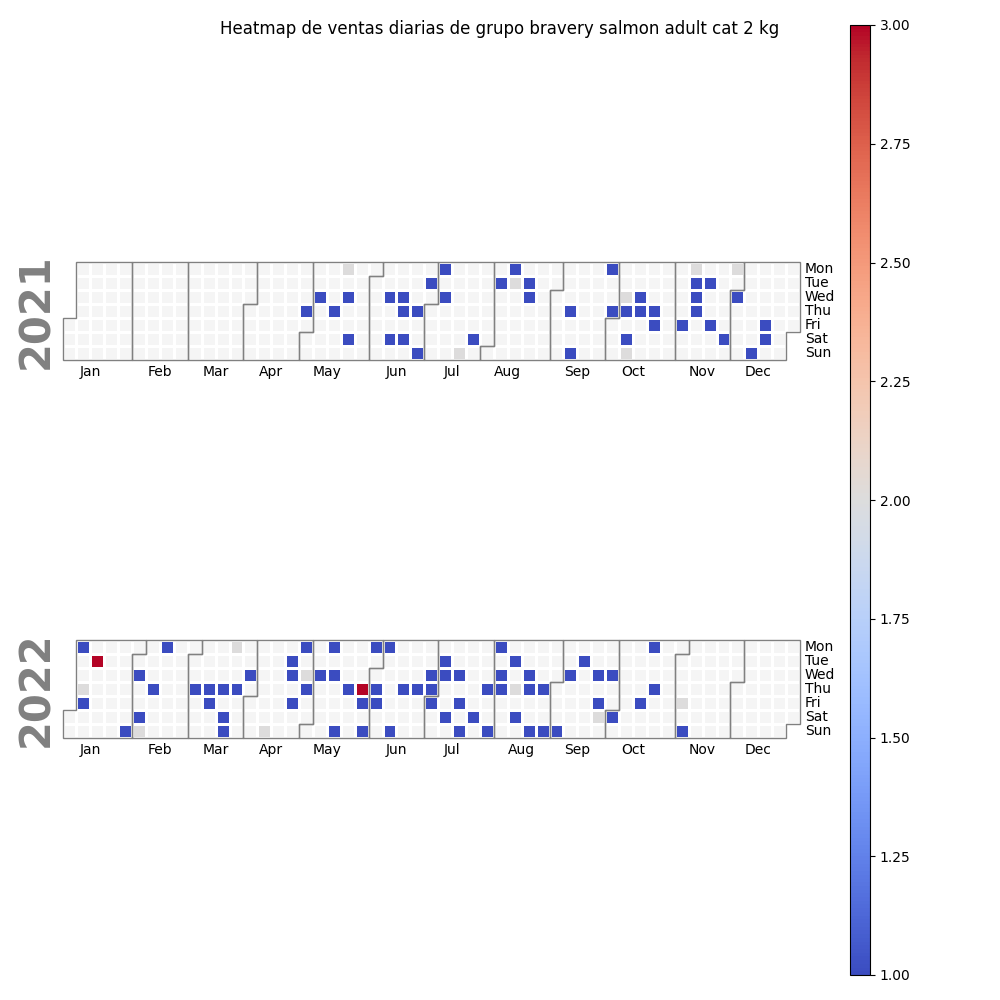 Heatmap de ventas diarias de grupo bravery salmon adult cat 2 kg
2021
Mon
Tue
Wed
Thu
Fri
Sat
Sun
Jan Feb Mar Apr May Jun Jul Aug Sep Oct Nov Dec
2022
Mon
Tue
Wed
Thu
Fri
Sat
Sun
Jan Feb Mar Apr May Jun Jul Aug Sep Oct Nov Dec
3.00
2.75
2.50
2.25
2.00
1.75
1.50
1.25
1.00